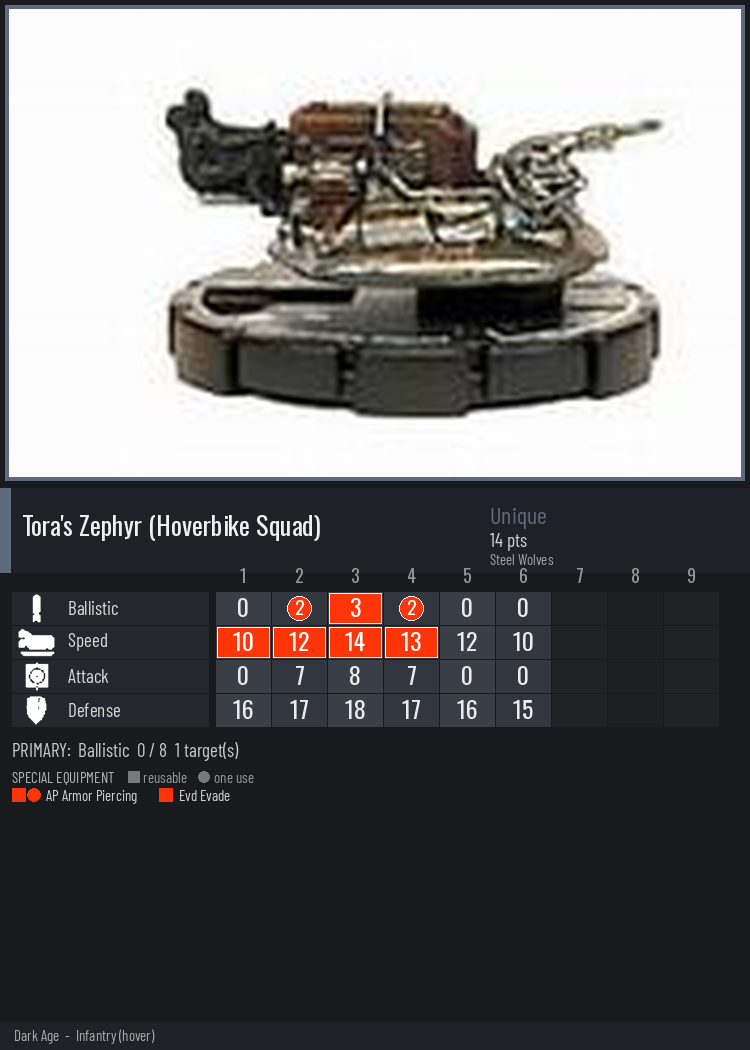 Tora's Zephyr (Hoverbike Squad)
Unique
14 pts
Steel Wolves
1 2 3 4 5 6 7 8 9
Ballistic 0 2 3 2 0 0
Speed 10 12 14 13 12 10
Attack 0 7 8 7 0 0
Defense 16 17 18 17 16 15
PRIMARY: Ballistic 0 / 8 1 target(s)
SPECIAL EQUIPMENT reusable one use
AP Armor Piercing Evd Evade
Dark Age - Infantry (hover)